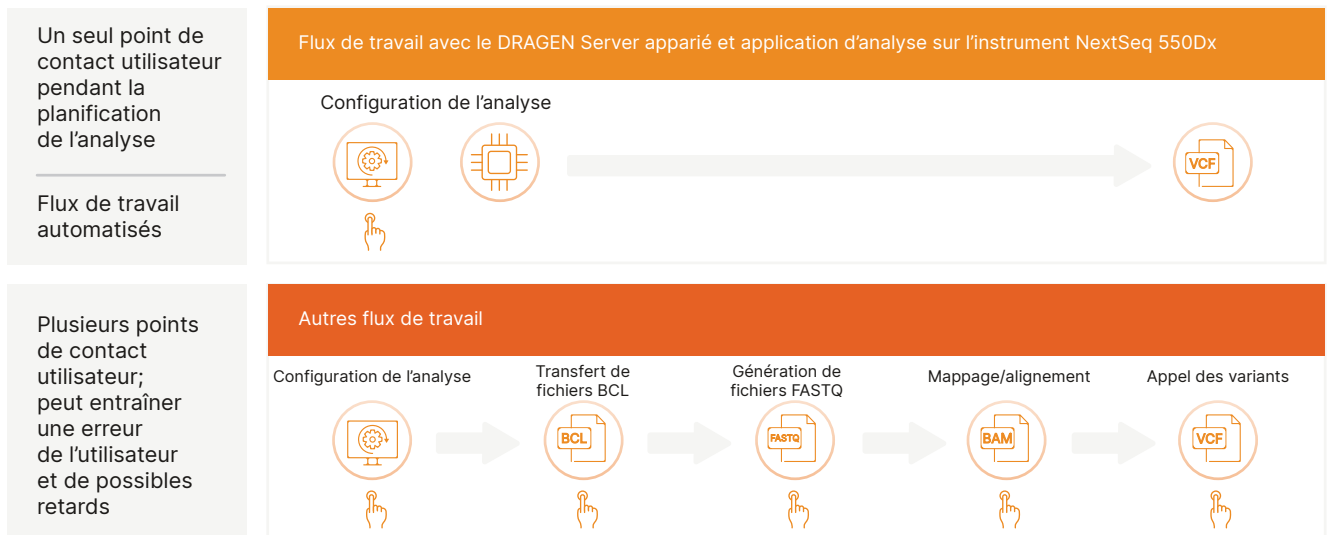 Un seul point de
contact utilisateur
pendant la
planification
de l’analyse
Flux de travail
automatisés
Flux de travail avec le DRAGEN Server apparié et application d’analyse sur l’instrument NextSeq 550Dx
Configuration de l’analyse
VCF
Plusieurs points
de contact
utilisateur;
peut entraîner
une erreur
de l’utilisateur
et de possibles
retards
Autres flux de travail
Configuration de l’analyse
Transfert de
fichiers BCL
Génération de
fichiers FASTQ
Mappage/alignement
Appel des variants
BCL
FASTQ
BAM
VCF